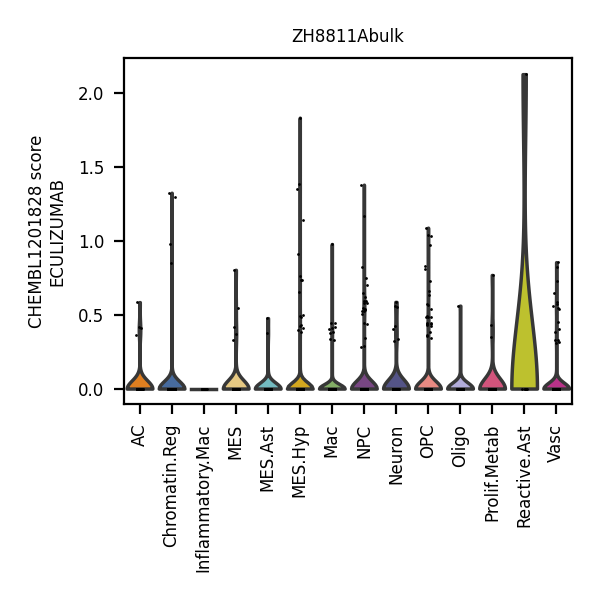 ZH8811Abulk
CHEMBL1201828 score
ECULIZUMAB
2.0
1.5
1.0
0.5
0.0
AC
Chromatin.Reg
Inflammatory.Mac
MES
MES.Ast
MES.Hyp
Mac
NPC
Neuron
OPC
Oligo
Prolif.Metab
Reactive.Ast
Vasc